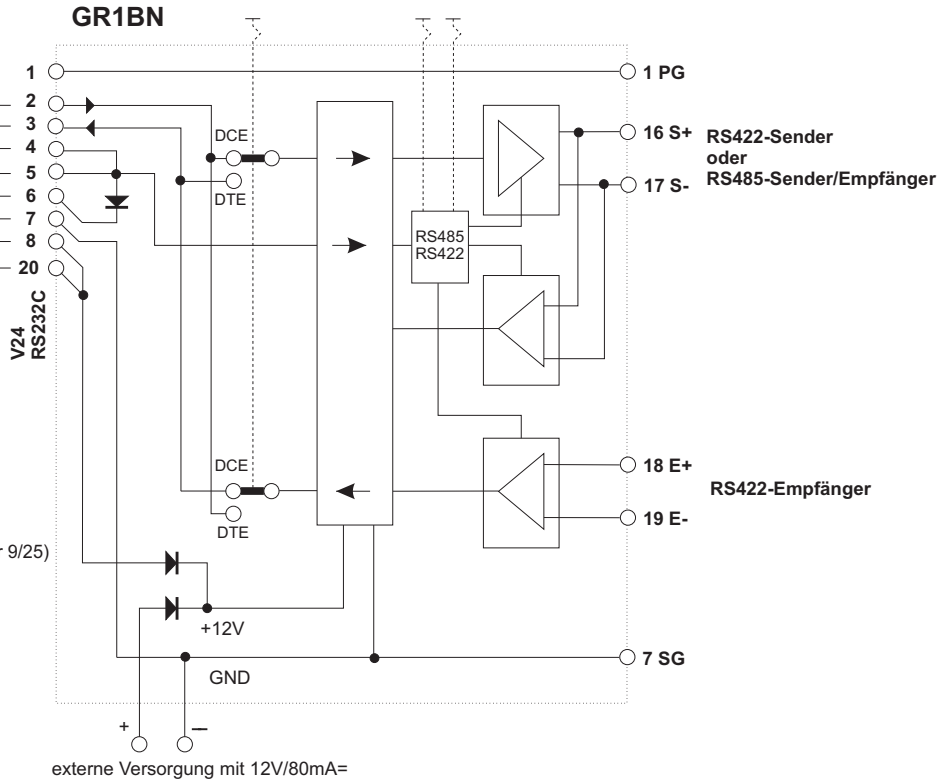 GR1BN
1
2
3
4
5
6
7
8
20
V24
RS232C
DCE
DTE
DCE
DTE
RS485
RS422
1 PG
16 S+
17 S-
RS422-Sender
oder
RS485-Sender/Empfänger
18 E+
19 E-
RS422-Empfänger
9/25)
+12V
GND
7 SG
+
—
externe Versorgung mit 12V/80mA=